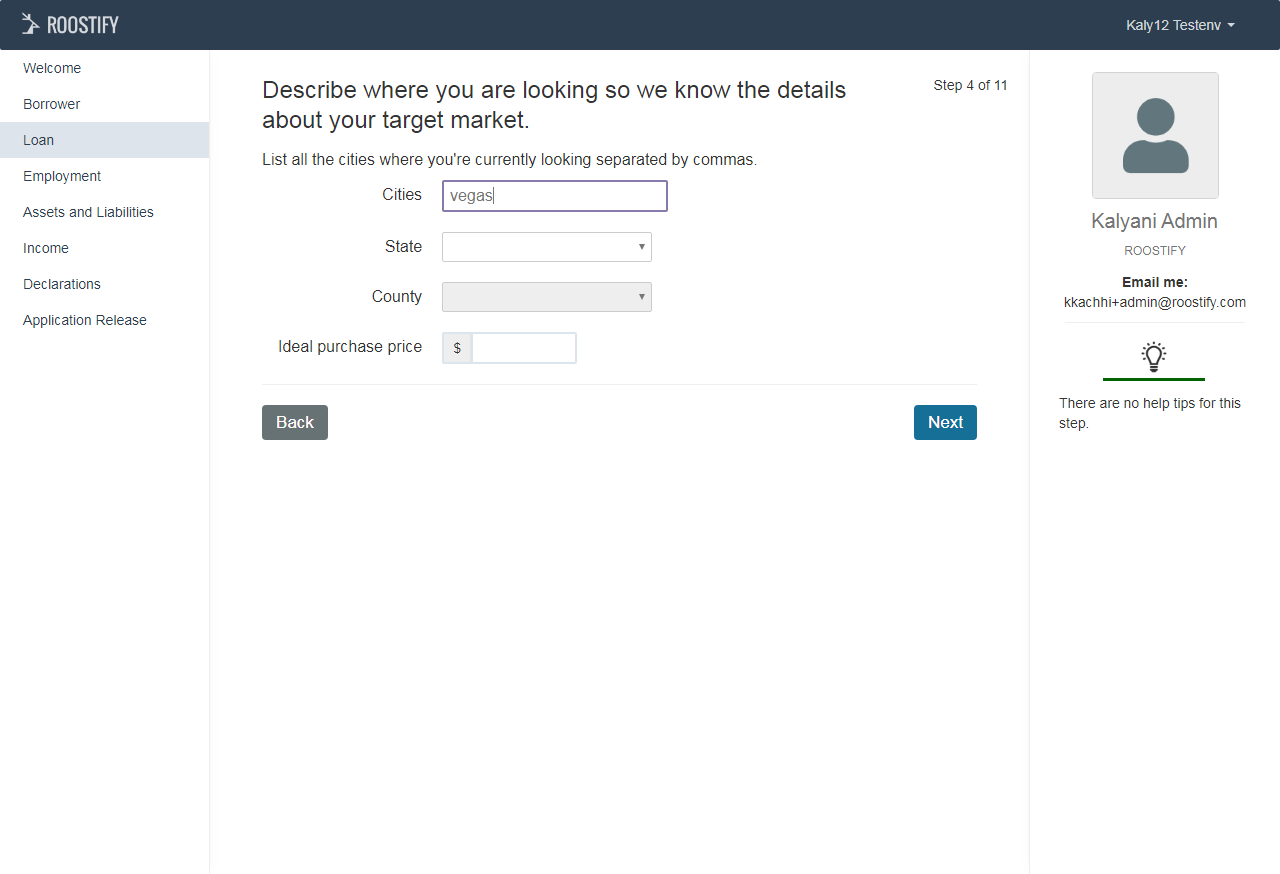 ROOSTIFY
Kaly12 Testenv
Welcome
Borrower
Loan
Employment
Assets and Liabilities
Income
Declarations
Application Release
Describe where you are looking so we know the details
about your target market.
Step 4 of 11
List all the cities where you're currently looking separated by commas.
Cities
vegas
State
County
Ideal purchase price
$
Back
Next
Kalyani Admin
ROOSTIFY
Email me:
kkachhi+admin@roostify.com
There are no help tips for this
step.